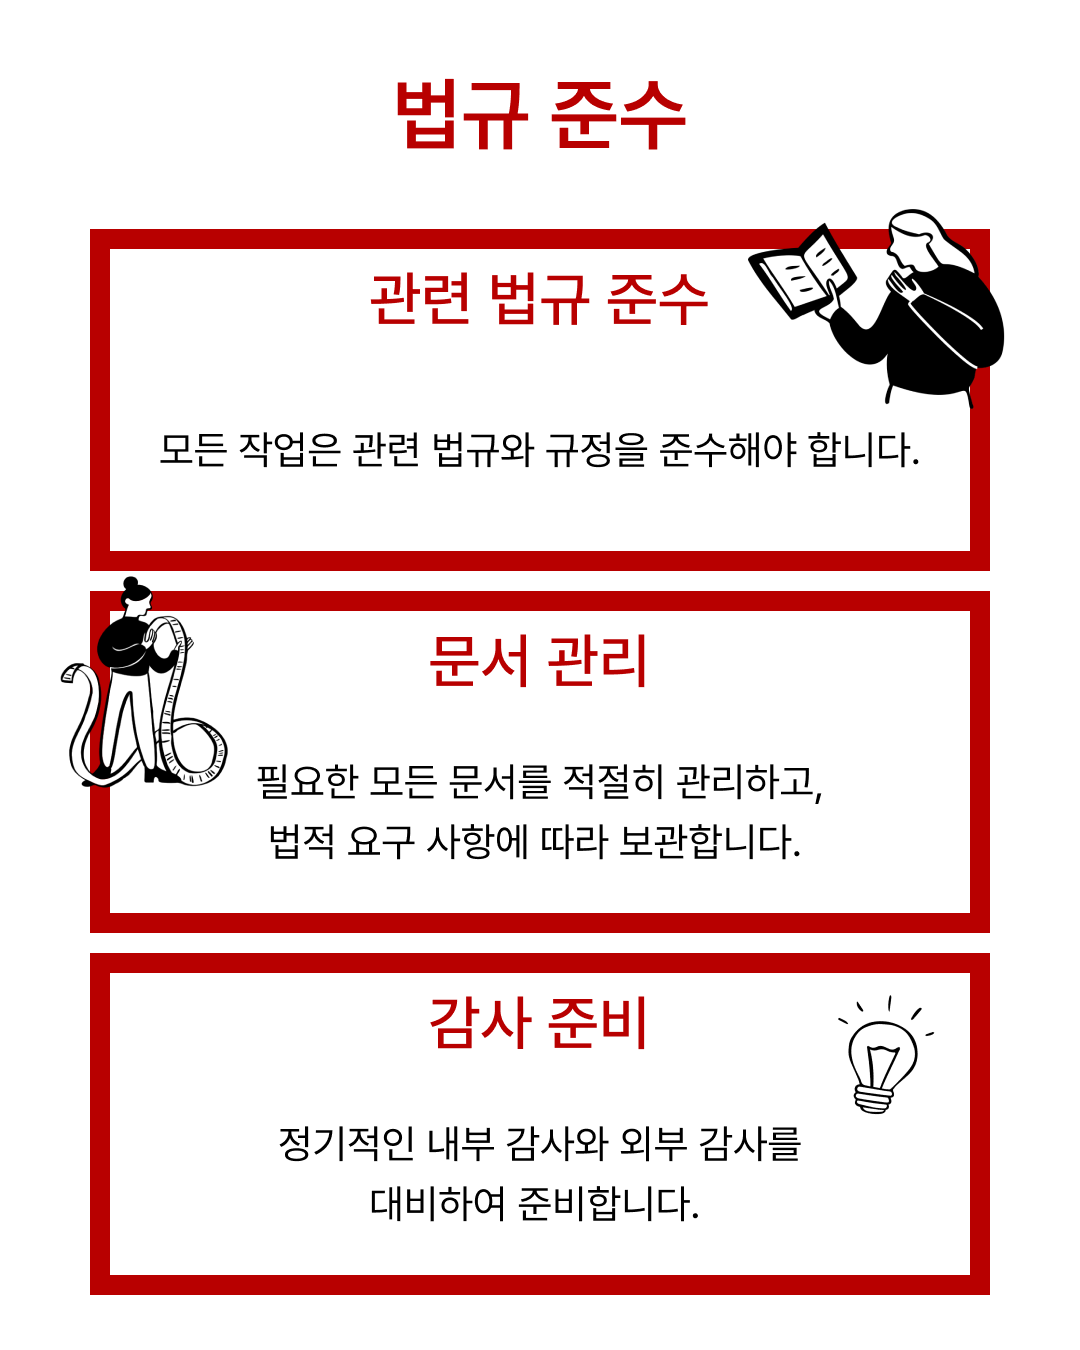 법규 준수
관련 법규 준수
모든 작업은 관련 법규와 규정을 준수해야 합니다.
문서 관리
필요한 모든 문서를 적절히 관리하고,
법적 요구 사항에 따라 보관합니다.
감사 준비
정기적인 내부 감사와 외부 감사를
대비하여 준비합니다.